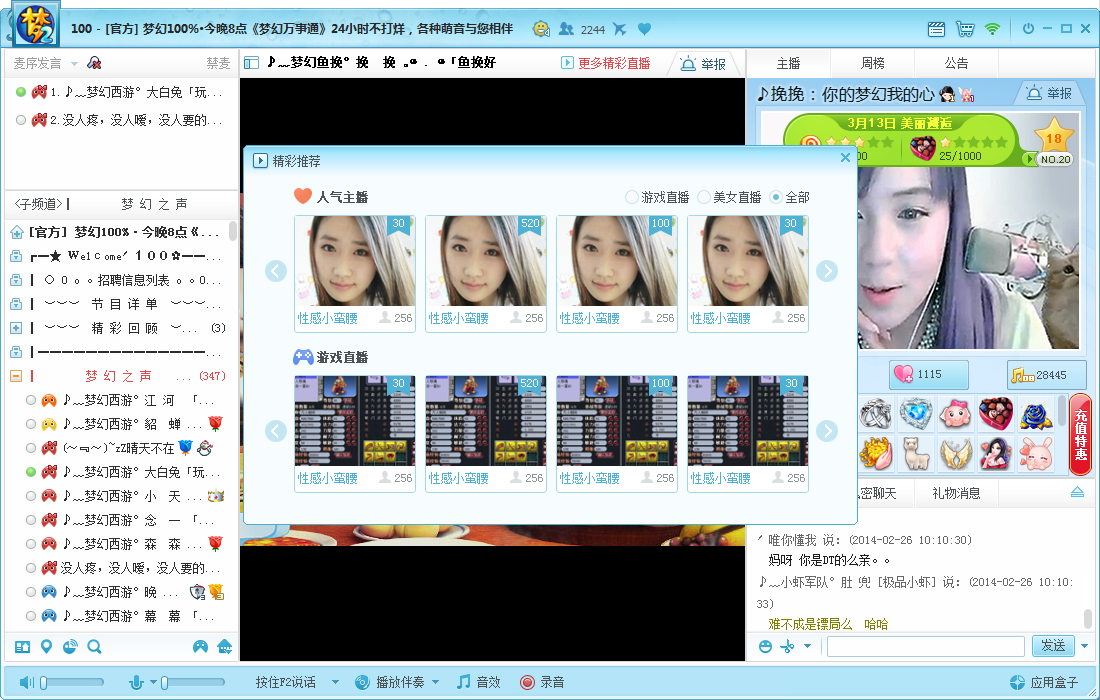 100 - [官方] 梦幻100%·今晚8点《梦幻万事通》24小时不打烊，各种萌音与您相伴
2244
麦席发言
禁麦
1. ♪﹏梦幻西游°大白兔「玩...
2. 没人疼，没人嗳，没人要的...
<子频道>| 梦 幻 之 声
[官方] 梦幻100%·今晚8点《...
┏━★ Welcome′ 100✿━━...
┃ ◇ 0 。。招聘信息列表 。。0...
┃ ︶︶︶ 节 目 详 单 ︶︶︶...
┃ ︶︶︶ 精 彩 回 顾 ︶... (3)
┃━━━━━━━━━━━━━━...
┃ 梦 幻 之 声 ... (347)
♪﹏梦幻西游°江 河 「...
♪﹏梦幻西游°貂 蝉 ...
(～﹃～)~zZ晴天不在
♪﹏梦幻西游°大白兔「玩...
♪﹏梦幻西游°小 天 ...
♪﹏梦幻西游°念 一 「...
♪﹏梦幻西游°森 森 ...
没人疼，没人嗳，没人要的...
♪﹏梦幻西游°晚 ...
♪﹏梦幻西游°幕 幕 「...
♪﹏梦幻鱼挽°挽 挽 。「鱼挽好
更多精彩直播
举报
精彩推荐
人气主播
游戏直播 美女直播 全部
30 520 100 30
性感小蛮腰 256 性感小蛮腰 256 性感小蛮腰 256 性感小蛮腰 256
游戏直播
30 520 100 30
性感小蛮腰 256 性感小蛮腰 256 性感小蛮腰 256 性感小蛮腰 256
主播 周榜 公告
♪挽挽：你的梦幻我的心
举报
3月13日 美丽邂逅
25/1000
18
NO.20
1115
28445
充值特惠
密聊天 礼物消息
′ 唯你懂我 说: (2014-02-26 10:10:30)
妈呀 你是DT的么亲。。
♪﹏小虾军队°肚 兜 [极品小虾] 说: (2014-02-26 10:10:
33)
难不成是镖局么 哈哈
发送
按住F2说话 播放伴奏 音效 录音
应用盒子